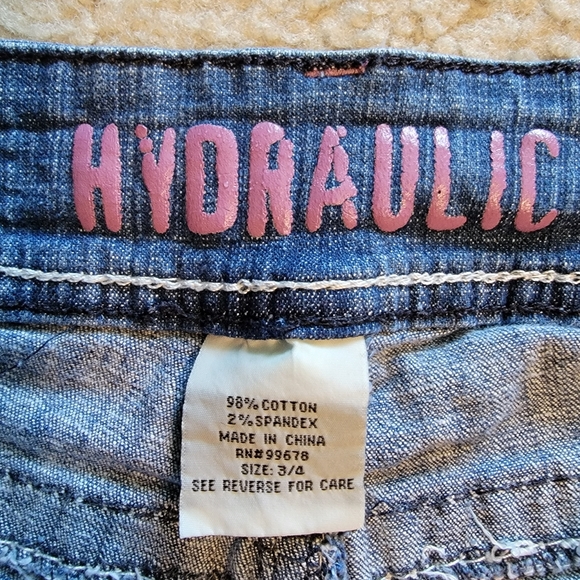 HYDRAULIC
98% COTTON
2% SPANDEX
MADE IN CHINA
RN#99678
SIZE: 3/4
SEE REVERSE FOR CARE